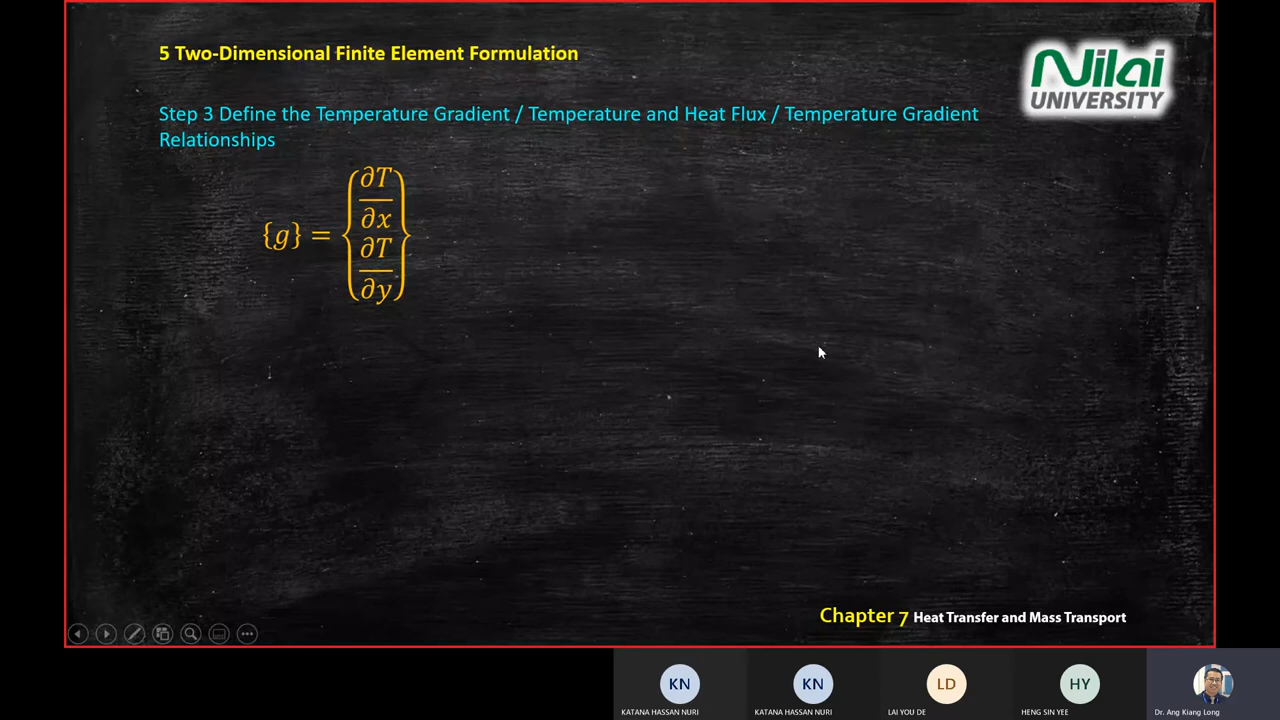 5 Two-Dimensional Finite Element Formulation
Nilai
UNIVERSITY
Step 3 Define the Temperature Gradient / Temperature and Heat Flux / Temperature Gradient
Relationships
{g} = {∂T/∂x ∂T/∂y}
Chapter 7 Heat Transfer and Mass Transport
KN KN LD HY
KATANA HASSAN NURI KATANA HASSAN NURI LAI YOU DE HENG SIN YEE Dr. Ang Kiang Long